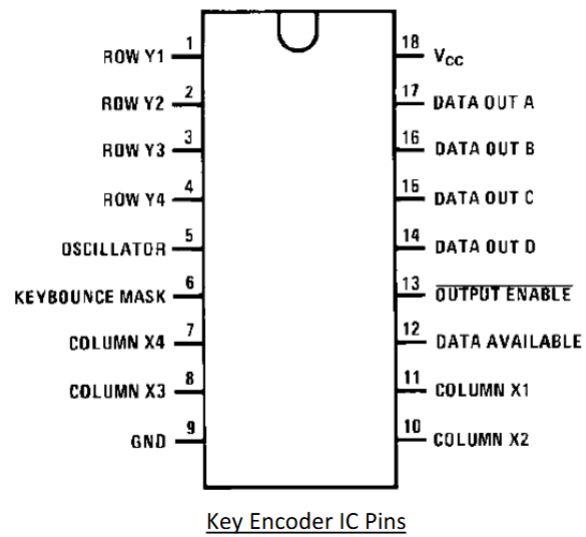 1 18
ROW Y1 VCC
2 17
ROW Y2 DATA OUT A
3 16
ROW Y3 DATA OUT B
4 15
ROW Y4 DATA OUT C
5 14
OSCILLATOR DATA OUT D
6 13
KEYBOUNCE MASK OUTPUT ENABLE
7 12
COLUMN X4 DATA AVAILABLE
8 11
COLUMN X3 COLUMN X1
9 10
GND COLUMN X2
Key Encoder IC Pins